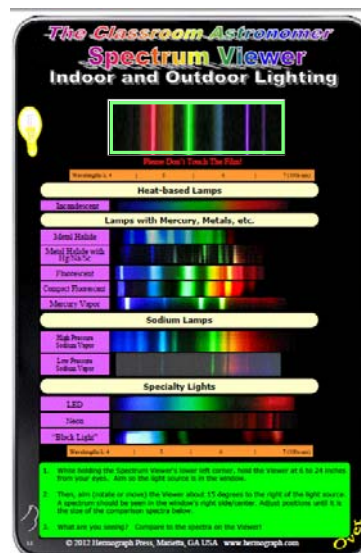 The Classroom Astronomer
Spectrum Viewer
Indoor and Outdoor Lighting
Please Don't Touch The Film!
Heat-based Lamps
Incandescent
Lamps with Mercury, Metals, etc.
Metal Halide
Metal Halide with
Hg/Na/Sc
Fluorescent
Compact Fluorescent
Mercury Vapor
Sodium Lamps
High Pressure
Sodium Vapor
Low Pressure
Sodium Vapor
Specialty Lights
LED
Neon
"Black Light"
1. While holding the Spectrum Viewer's lower left corner, hold the Viewer at 6 to 24 inches
from your eyes. Aim so the light source is in the window.
2. Then, aim (rotate or move) the Viewer about 15 degrees to the right of the light source.
A spectrum should be seen in the window's right side/center. Adjust positions until it is
the size of the comparison spectra below.
3. What are you seeing? Compare to the spectra on the Viewer!
© 2012 Hermograph Press, Marietta, GA USA www.hermograph.com
Over